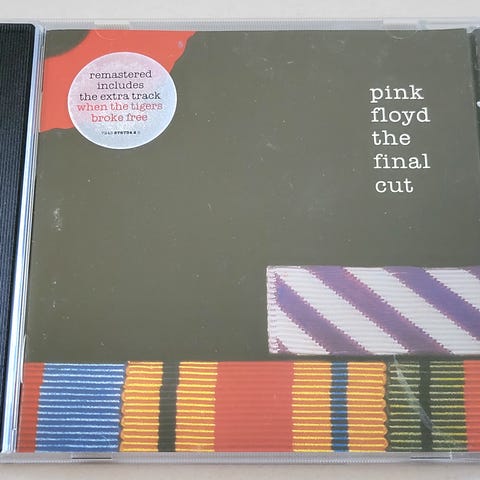 remastered
includes
the extra track
when the tigers
broke free
pink
floyd
the
final
cut